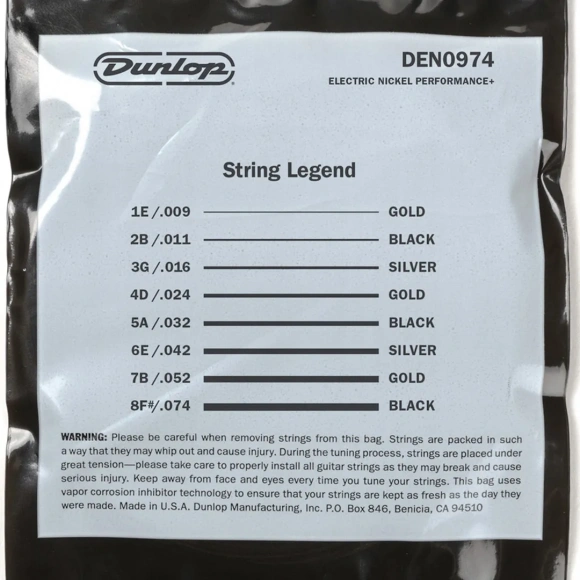 Dunlop®
DEN0974
ELECTRIC NICKEL PERFORMANCE+
String Legend
1E /.009 GOLD
2B /.011 BLACK
3G /.016 SILVER
4D /.024 GOLD
5A /.032 BLACK
6E /.042 SILVER
7B /.052 GOLD
8F#/.074 BLACK
WARNING: Please be careful when removing strings from this bag. Strings are packed in such
a way that they may whip out and cause injury. During the tuning process, strings are placed under
great tension—please take care to properly install all guitar strings as they may break and cause
serious injury. Keep away from face and eyes every time you tune your strings. This bag uses
vapor corrosion inhibitor technology to ensure that your strings are kept as fresh as the day they
were made. Made in U.S.A. Dunlop Manufacturing, Inc. P.O. Box 846, Benicia, CA 94510